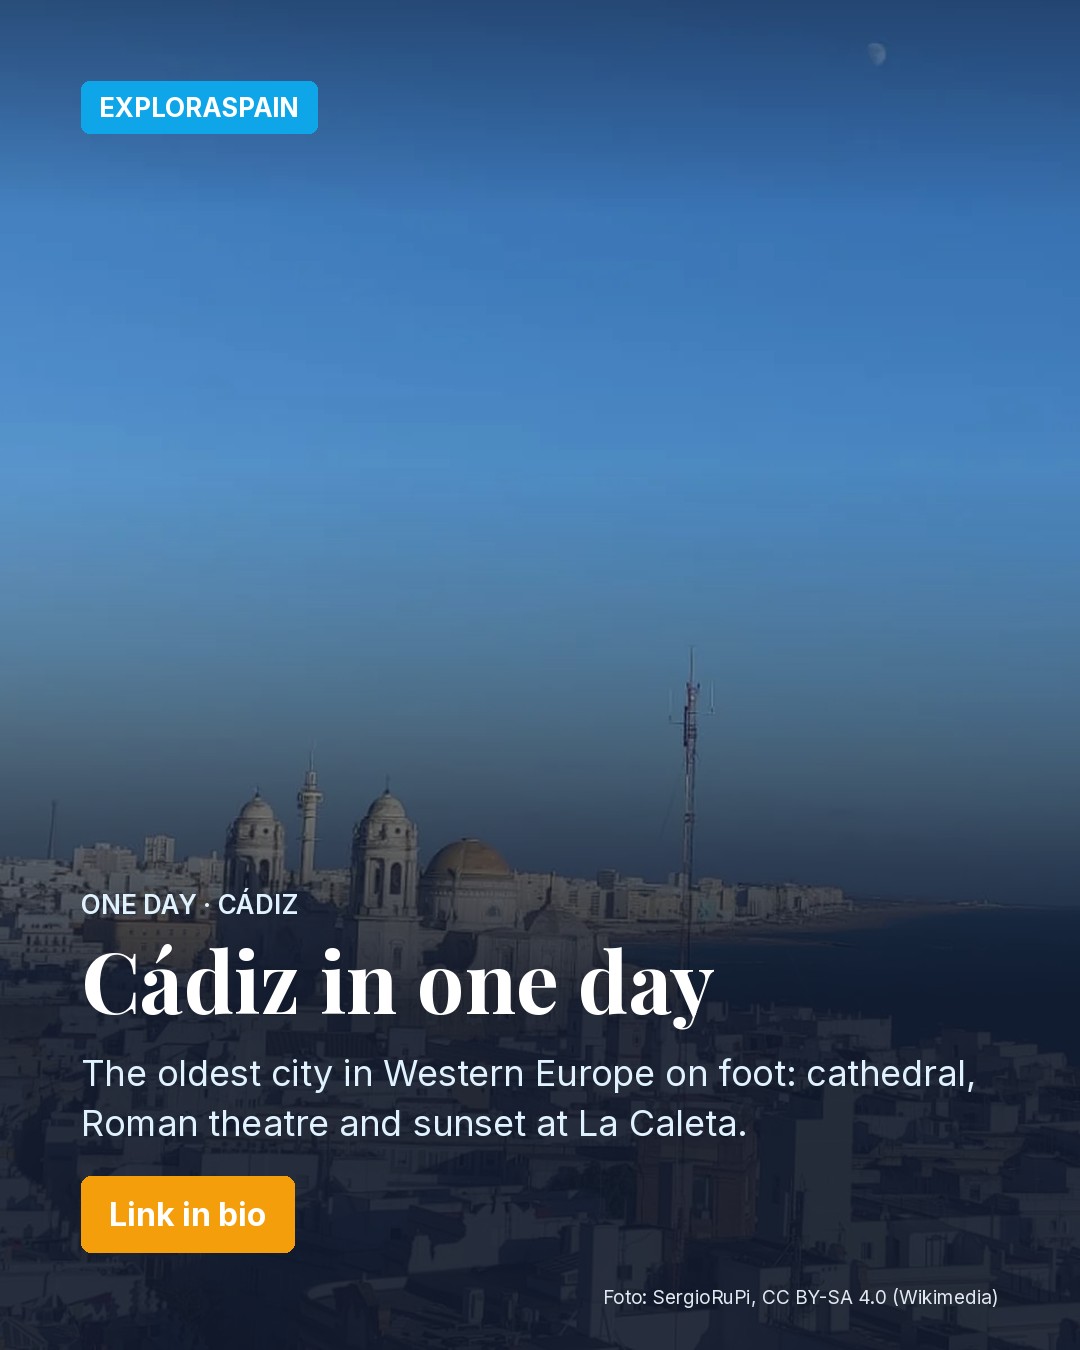 EXPLORASPAIN
ONE DAY · CÁDIZ
Cádiz in one day
The oldest city in Western Europe on foot: cathedral,
Roman theatre and sunset at La Caleta.
Link in bio
Foto: SergioRuPi, CC BY-SA 4.0 (Wikimedia)